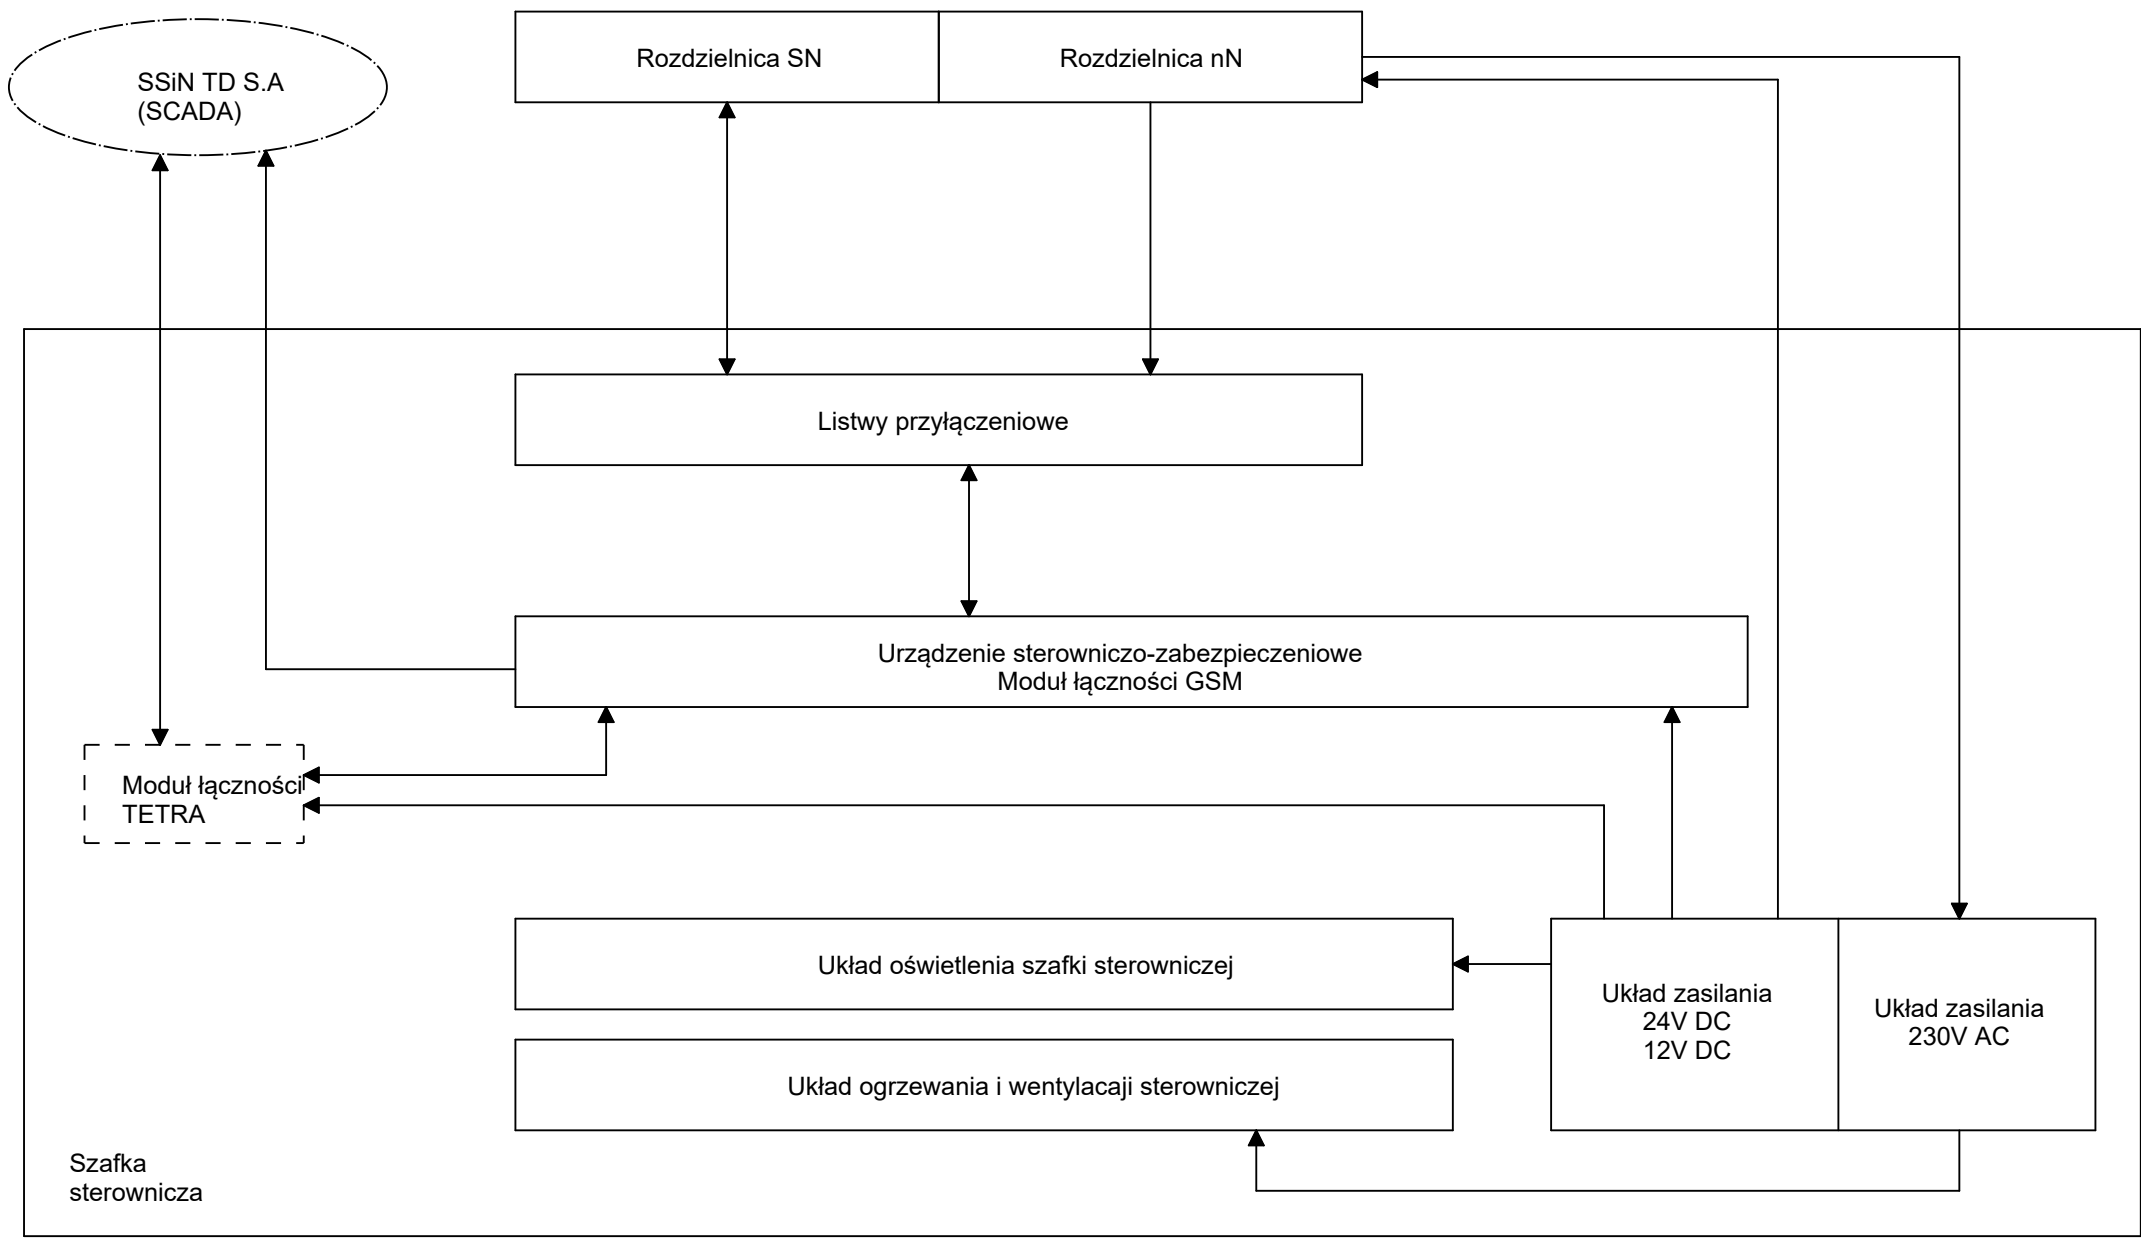 SSiN TD S.A
(SCADA)
Rozdzielnica SN
Rozdzielnica nN
Listwy przyłączeniowe
Urządzenie sterowniczo-zabezpieczeniowe
Moduł łączności GSM
Moduł łączności
TETRA
Układ oświetlenia szafki sterowniczej
Układ zasilania
24V DC
12V DC
Układ zasilania
230V AC
Układ ogrzewania i wentylacaji sterowniczej
Szafka
sterownicza